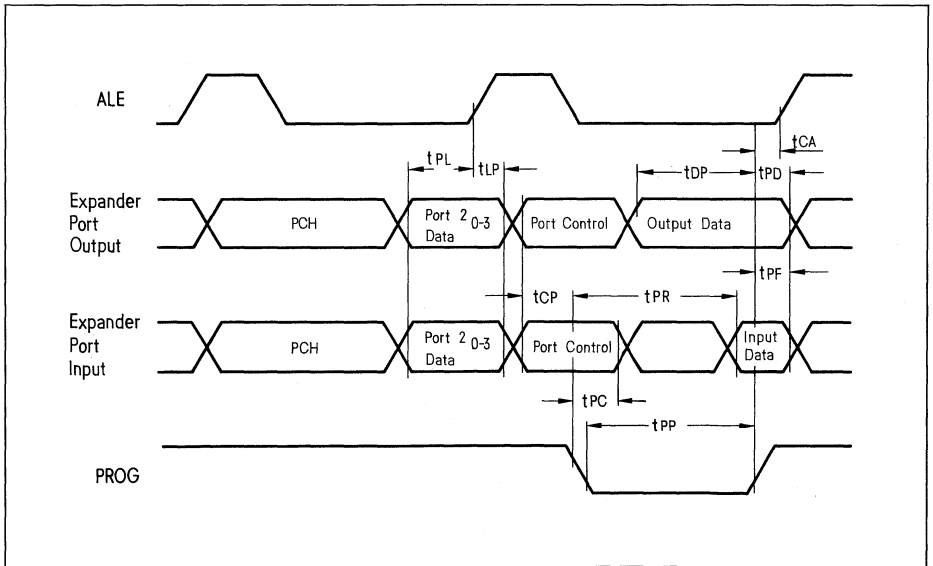 ALE
tCA
tPL
tLP
tDP
tPD
Expander
Port
Output
PCH
Port 2 0-3
Data
Port Control
Output Data
tPF
tCP
tPR
Expander
Port
Input
PCH
Port 2 0-3
Data
Port Control
Input
Data
tPC
tPP
PROG